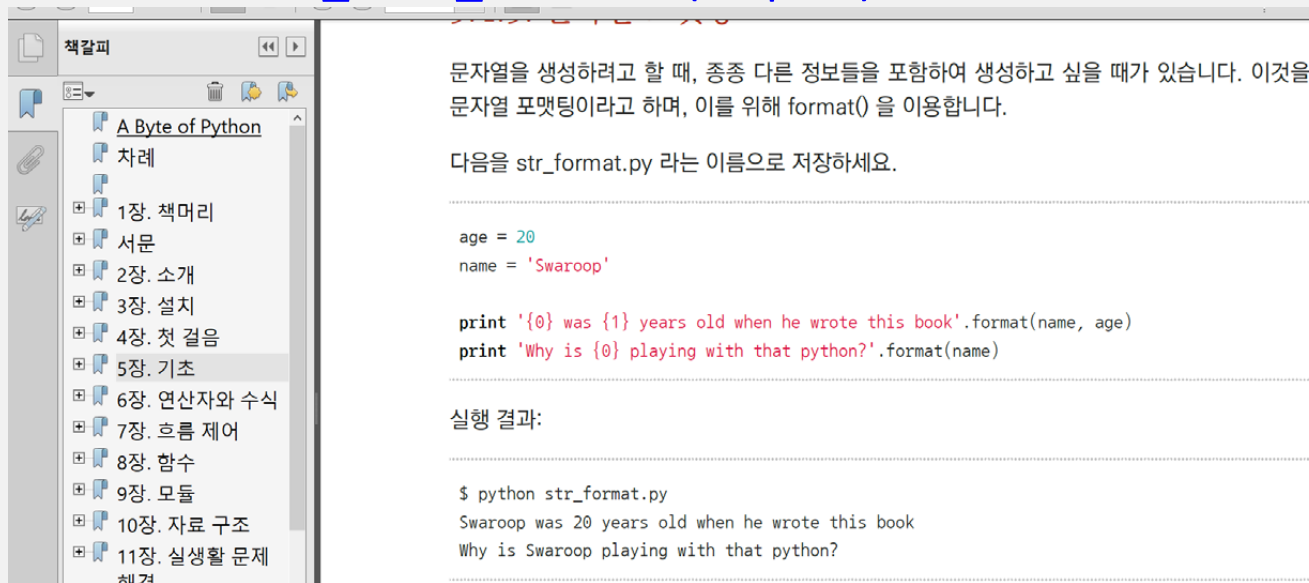 책갈피
A Byte of Python
차례
1장. 책머리
서문
2장. 소개
3장. 설치
4장. 첫 걸음
5장. 기초
6장. 연산자와 수식
7장. 흐름 제어
8장. 함수
9장. 모듈
10장. 자료 구조
11장. 실생활 문제
문자열을 생성하려고 할 때, 종종 다른 정보들을 포함하여 생성하고 싶을 때가 있습니다. 이것을
문자열 포맷팅이라고 하며, 이를 위해 format() 을 이용합니다.
다음을 str_format.py 라는 이름으로 저장하세요.
age = 20
name = 'Swaroop'
print '{0} was {1} years old when he wrote this book'.format(name, age)
print 'Why is {0} playing with that python?'.format(name)
실행 결과:
$ python str_format.py
Swaroop was 20 years old when he wrote this book
Why is Swaroop playing with that python?